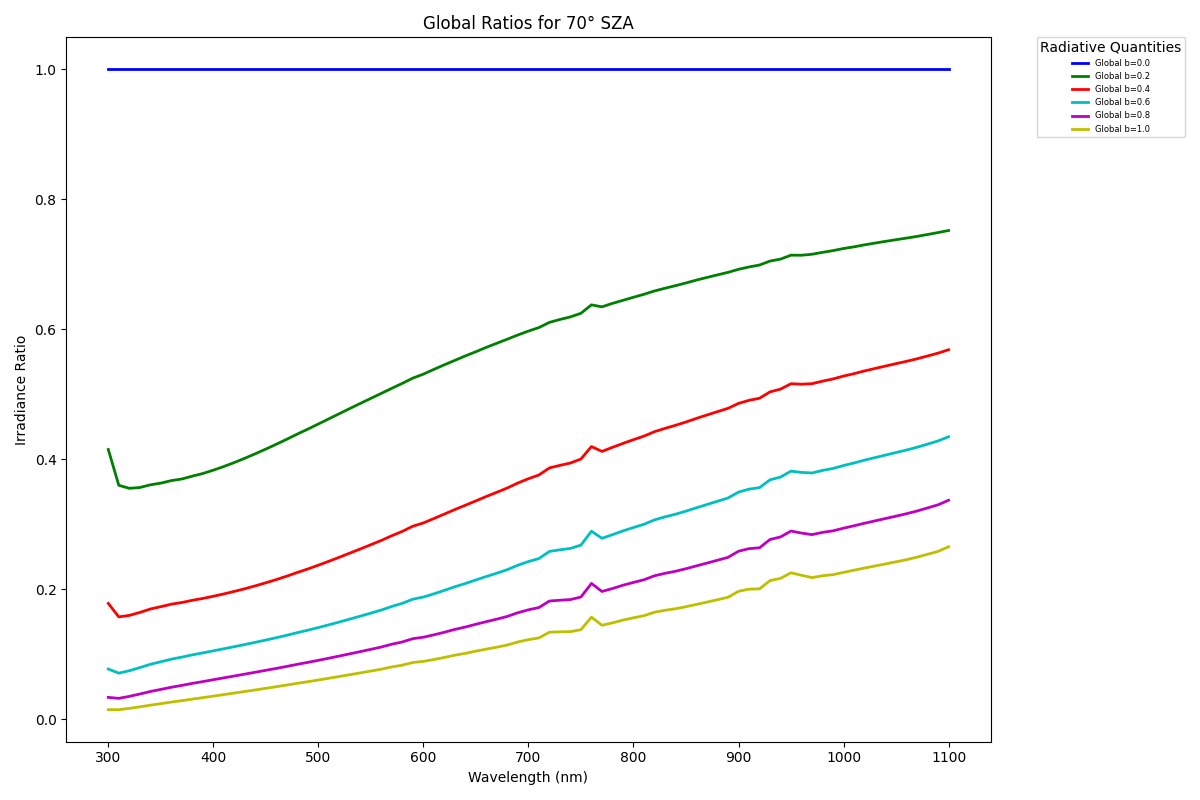 Global Ratios for 70° SZA
Radiative Quantities
Global b=0.0
Global b=0.2
Global b=0.4
Global b=0.6
Global b=0.8
Global b=1.0
Irradiance Ratio
1.0
0.8
0.6
0.4
0.2
0.0
300 400 500 600 700 800 900 1000 1100
Wavelength (nm)